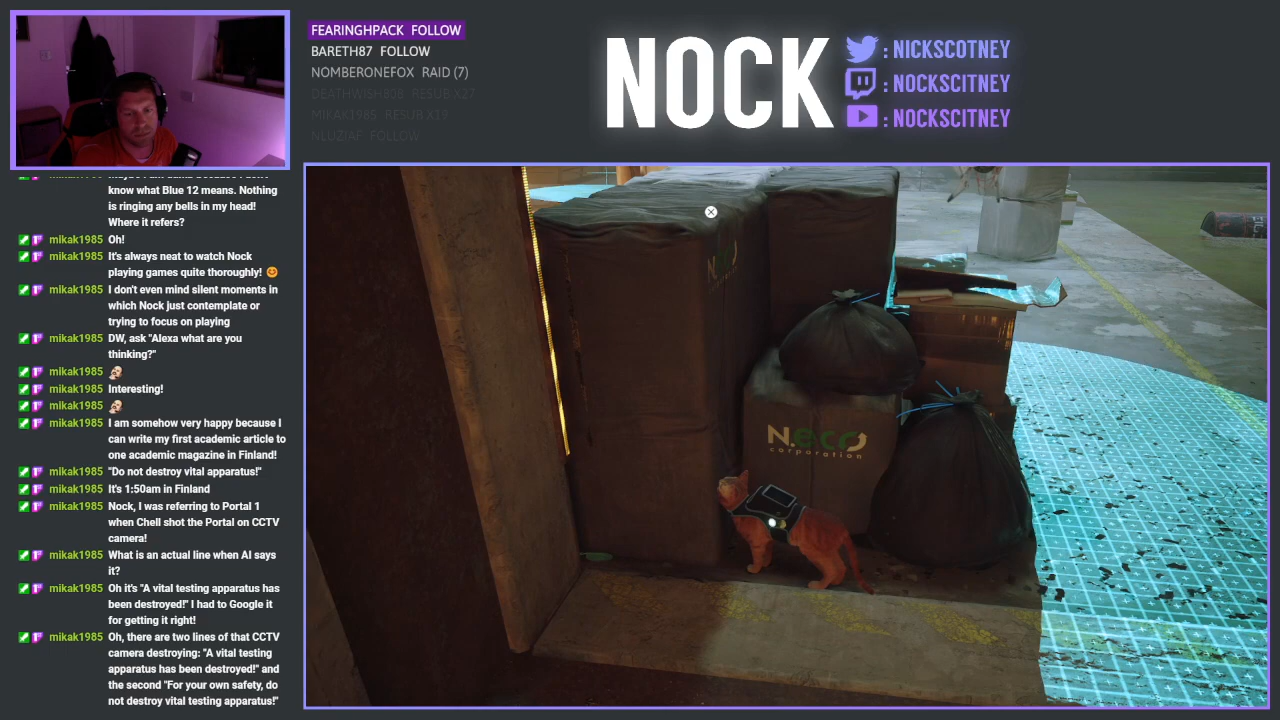 FEARINGHPACK FOLLOW
BARETH87 FOLLOW
NOMBERONEFOX RAID (7)
DEATHWISH808 RESUB X27
MIKAK1985 RESUB X19
NLUZIAF FOLLOW
NOCK
: NICKSCOTNEY
: NOCKSCITNEY
: NOCKSCITNEY
know what Blue 12 means. Nothing
is ringing any bells in my head!
Where it refers?
mikak1985 Oh!
mikak1985 It's always neat to watch Nock
playing games quite thoroughly! 😊
mikak1985 I don't even mind silent moments in
which Nock just contemplate or
trying to focus on playing
mikak1985 DW, ask "Alexa what are you
thinking?"
mikak1985
mikak1985 Interesting!
mikak1985
mikak1985 I am somehow very happy because I
can write my first academic article to
one academic magazine in Finland!
mikak1985 "Do not destroy vital apparatus!"
mikak1985 It's 1:50am in Finland
mikak1985 Nock, I was referring to Portal 1
when Chell shot the Portal on CCTV
camera!
mikak1985 What is an actual line when AI says
it?
mikak1985 Oh it's "A vital testing apparatus has
been destroyed!" I had to Google it
for getting it right!
mikak1985 Oh, there are two lines of that CCTV
camera destroying: "A vital testing
apparatus has been destroyed!" and
the second "For your own safety, do
not destroy vital testing apparatus!"
N.eco
corporation